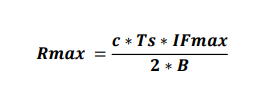 Rmax = c * Ts * IFmax / 2 * B